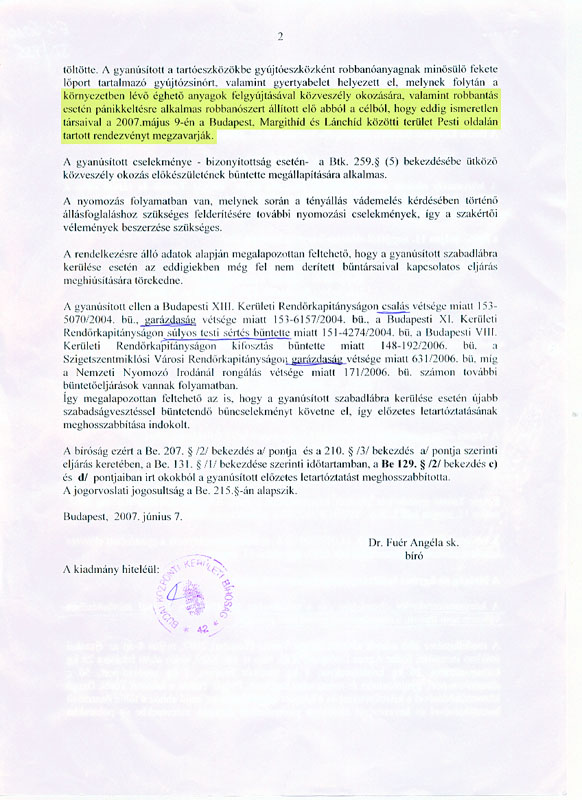 2
töltötte. A gyanúsított a tartóeszközökbe gyújtóeszközként robbanóanyagnak minősülő fekete
lőport tartalmazó gyújtózsinórt, valamint gyertyabelet helyezett el, melynek folytán a
környezetben lévő éghető anyagok felgyújtásával közveszély okozására, valamint robbantás
esetén pánikkeltésre alkalmas robbanószert állított elő abból a célból, hogy eddig ismeretlen
társaival a 2007.május 9-én a Budapest, Margithíd és Lánchíd közötti terület Pesti oldalán
tartott rendezvényt megzavarják.
A gyanúsított cselekménye - bizonyítottság esetén- a Btk. 259.§ (5) bekezdésébe ütköző
közveszély okozás előkészületének bűntette megállapítására alkalmas.
A nyomozás folyamatban van, melynek során a tényállás vádemelés kérdésében történő
állásfoglaláshoz szükséges felderítésére további nyomozási cselekmények, így a szakértői
vélemények beszerzése szükséges.
A rendelkezésre álló adatok alapján megalapozottan feltehető, hogy a gyanúsított szabadlábra
kerülése esetén az eddigiekben még fel nem derített bűntársaival kapcsolatos eljárás
meghiúsítására törekedne.
A gyanúsított ellen a Budapesti XIII. Kerületi Rendőrkapitányságon csalás vétsége miatt 153-
5070/2004. bü., garázdaság vétsége miatt 153-6157/2004. bü., a Budapesti XI. Kerületi
Rendőrkapitányságon súlyos testi sértés bűntette miatt 151-4274/2004. bü. a Budapesti VIII.
Kerületi Rendőrkapitányságon kifosztás bűntette miatt 148-192/2006. bü. a
Szigetszentmiklósi Városi Rendőrkapitányságon garázdaság vétsége miatt 631/2006. bü. míg
a Nemzeti Nyomozó Irodánál rongálás vétsége miatt 171/2006. bü. számon további
büntetőeljárások vannak folyamatban.
Így megalapozottan feltehető az is, hogy a gyanúsított szabadlábra kerülése esetén újabb
szabadságvesztéssel büntetendő bűncselekményt követne el, így előzetes letartóztatásának
meghosszabbítása indokolt.
A bíróság ezért a Be. 207. § /2/ bekezdés a/ pontja és a 210. § /3/ bekezdés a/ pontja szerinti
eljárás keretében, a Be. 131. § /1/ bekezdése szerinti időtartamban, a Be 129. § /2/ bekezdés c)
és d/ pontjaiban írt okokból a gyanúsított előzetes letartóztatást meghosszabbította.
A jogorvoslati jogosultság a Be. 215.§-án alapszik.
Budapest, 2007. június 7.
Dr. Fuér Angéla sk.
bíró
A kiadmány hiteléül:
BUDAI KÖZPONTI KERÜLETI BÍRÓSÁG
* 42 *